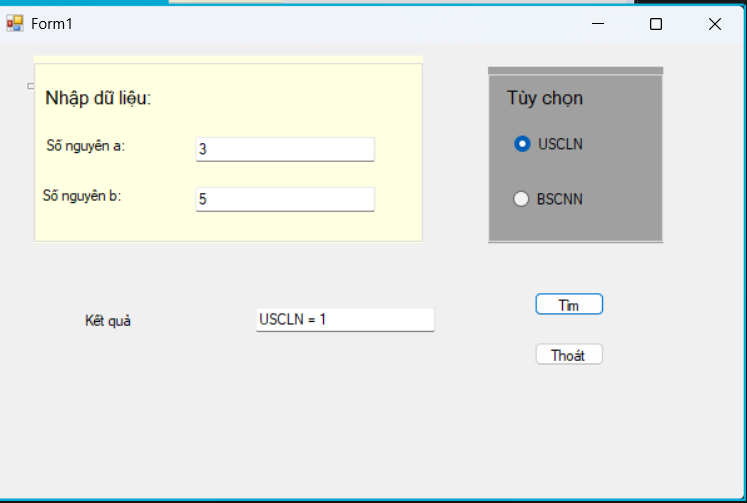 Form1
Nhập dữ liệu:
Số nguyên a:
3
Số nguyên b:
5
Tùy chọn
USCLN
BSCNN
Kết quả
USCLN = 1
Tìm
Thoát